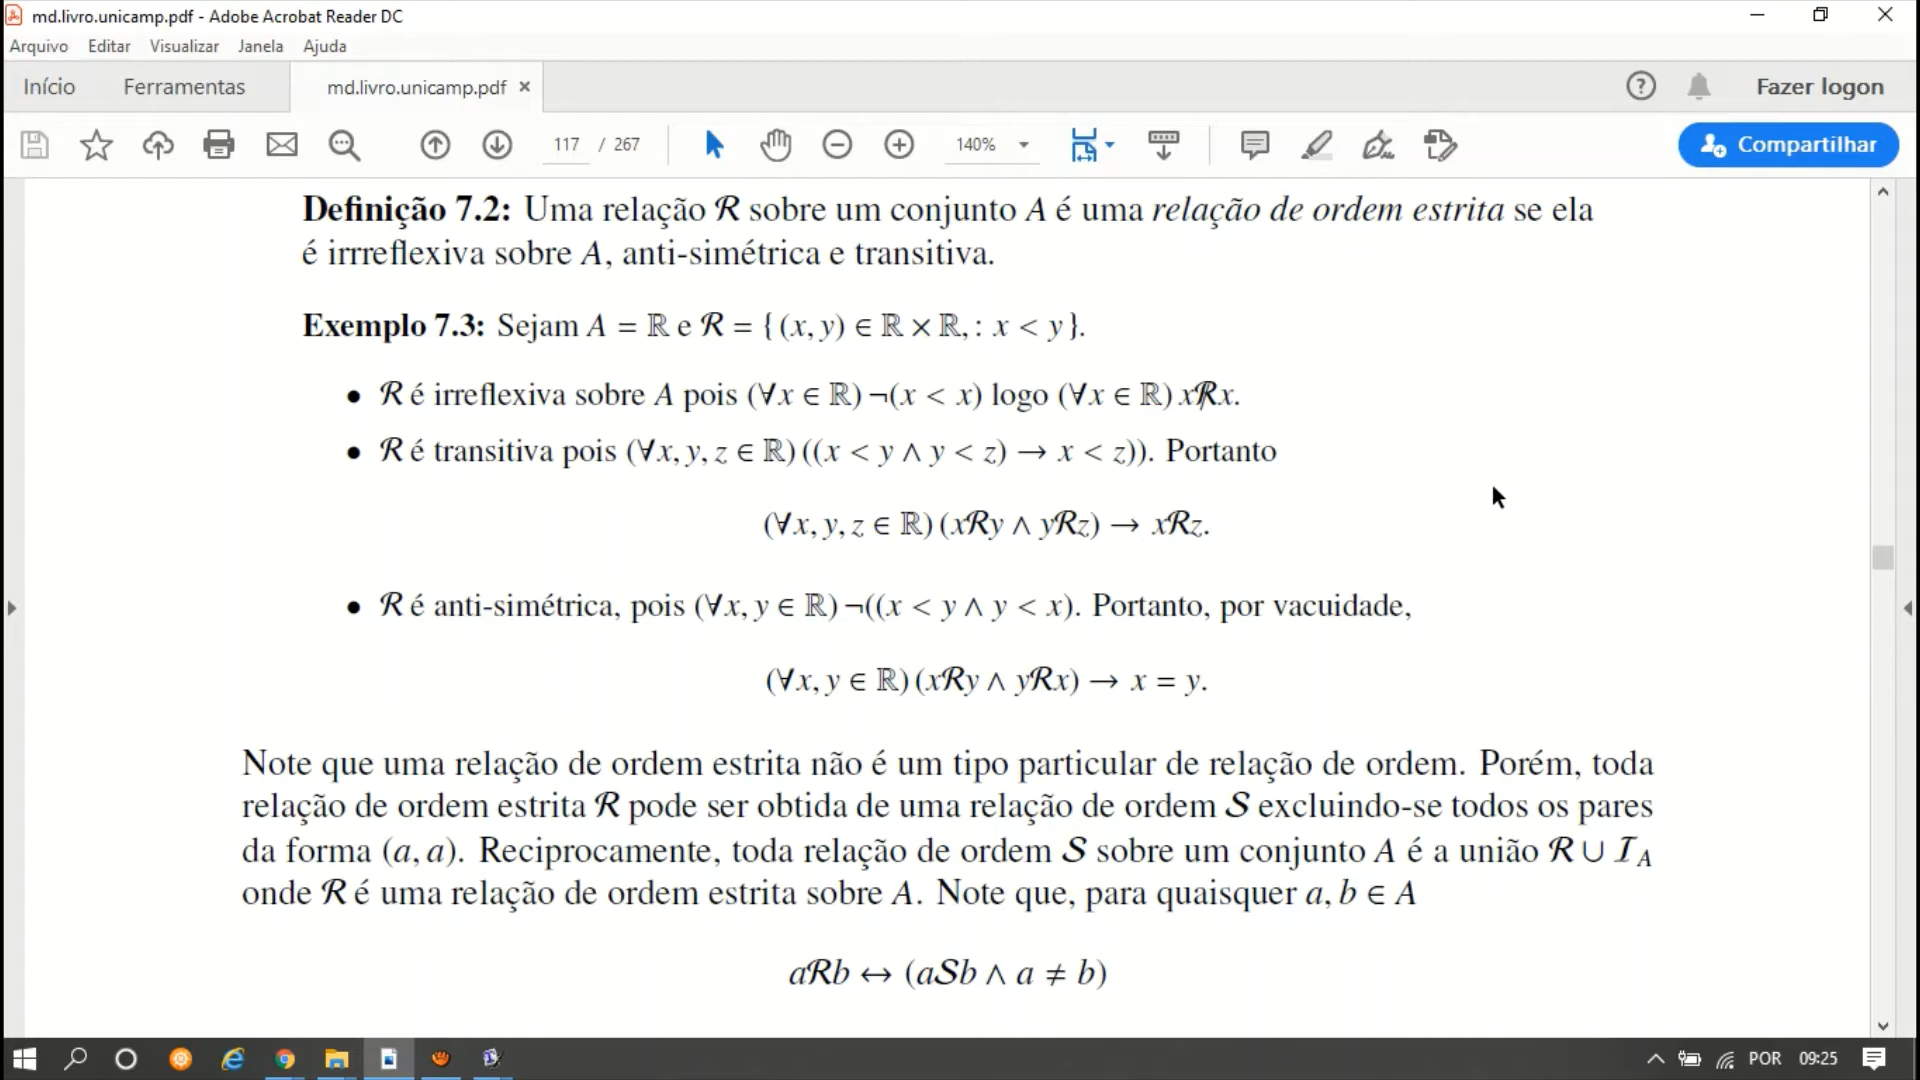 md.livro.unicamp.pdf - Adobe Acrobat Reader DC
Arquivo Editar Visualizar Janela Ajuda
Início Ferramentas md.livro.unicamp.pdf × Fazer logon
117 / 267 140% Compartilhar
Definição 7.2: Uma relação ℛ sobre um conjunto A é uma relação de ordem estrita se ela
é irrreflexiva sobre A, anti-simétrica e transitiva.
Exemplo 7.3: Sejam A = ℝ e ℛ = { (x, y) ∈ ℝ × ℝ, : x < y }.
• ℛ é irreflexiva sobre A pois (∀x ∈ ℝ) ¬(x < x) logo (∀x ∈ ℝ) xℛ̸x.
• ℛ é transitiva pois (∀x, y, z ∈ ℝ) ((x < y ∧ y < z) → x < z)). Portanto
(∀x, y, z ∈ ℝ) (xℛy ∧ yℛz) → xℛz.
• ℛ é anti-simétrica, pois (∀x, y ∈ ℝ) ¬((x < y ∧ y < x). Portanto, por vacuidade,
(∀x, y ∈ ℝ) (xℛy ∧ yℛx) → x = y.
Note que uma relação de ordem estrita não é um tipo particular de relação de ordem. Porém, toda
relação de ordem estrita ℛ pode ser obtida de uma relação de ordem 𝒮 excluindo-se todos os pares
da forma (a, a). Reciprocamente, toda relação de ordem 𝒮 sobre um conjunto A é a união ℛ ∪ ℐ_A
onde ℛ é uma relação de ordem estrita sobre A. Note que, para quaisquer a, b ∈ A
aℛb ↔ (a𝒮b ∧ a ≠ b)
POR 09:25